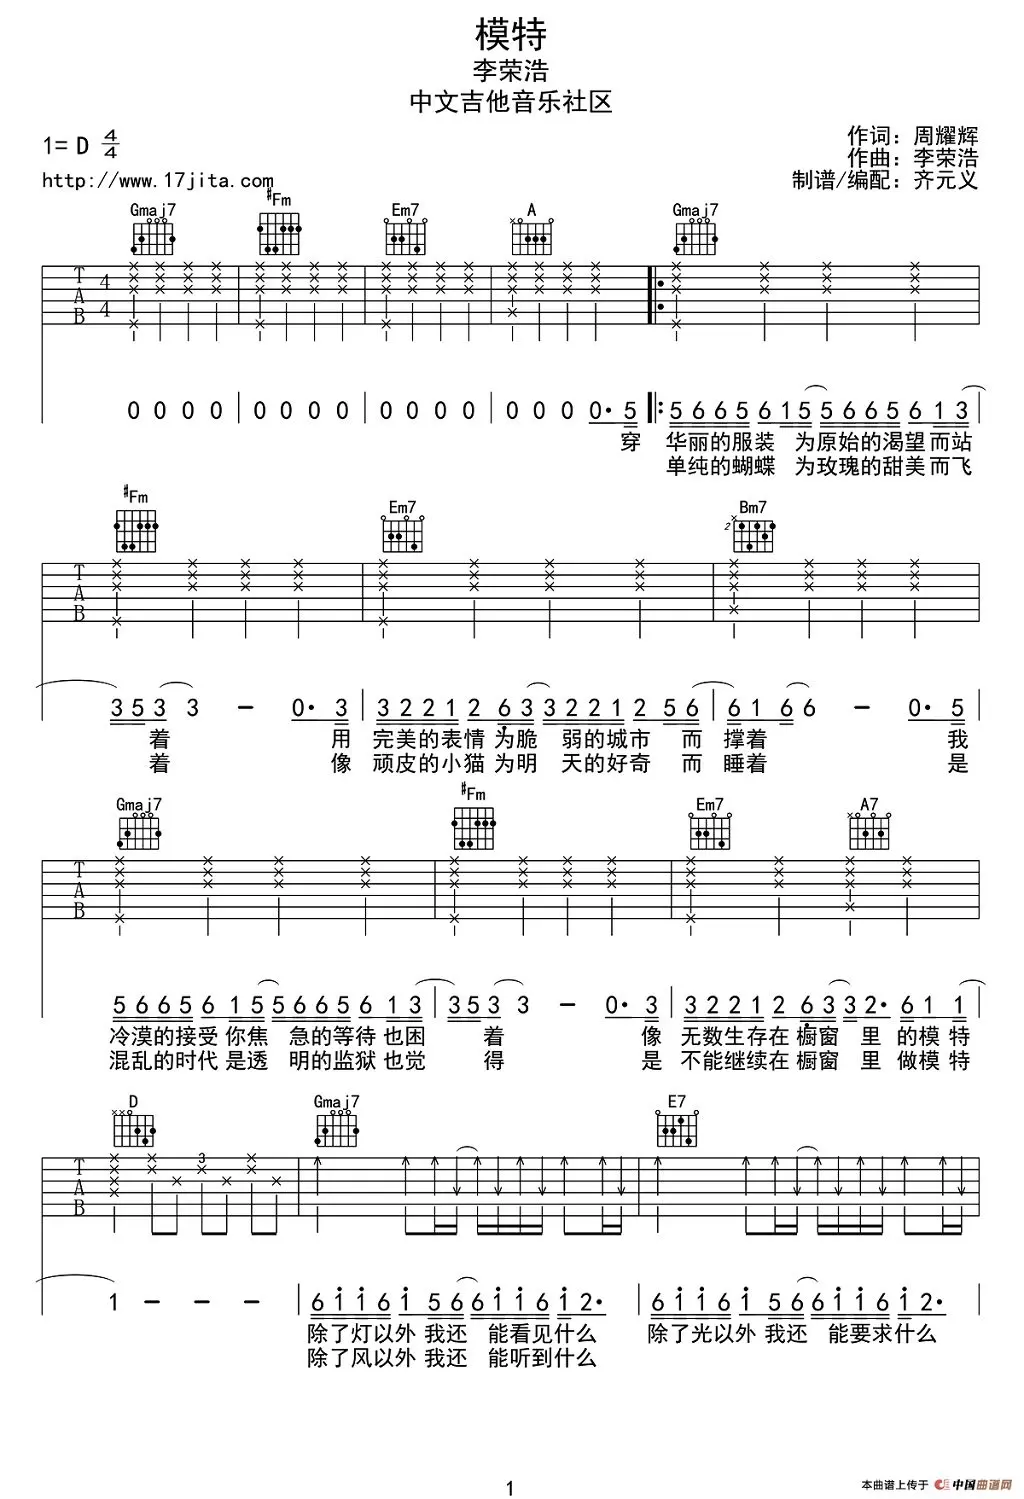 模特
李荣浩
中文吉他音乐社区
1= D 4/4
作词：周耀辉
作曲：李荣浩
制谱/编配：齐元义
http://www.17jita.com
Gmaj7 #Fm Em7 A Gmaj7
T A B 4 4
0 0 0 0 0 0 0 0 0 0 0 0 0 0 0 0· 5 5 6 6 5 6 1 5 5 6 6 5 6 1 3
穿 华丽的服装 为原始的渴望而站
单纯的蝴蝶 为玫瑰的甜美而飞
#Fm Em7 Bm7
2
T A B
3 5 3 3 － 0· 3 3 2 2 1 2 6 3 3 2 2 1 2 5 6 6 1 6 6 － 0· 5
着 用 完美的表情 为脆 弱的城市 而 撑着 我
着 像 顽皮的小猫 为明 天的好奇 而 睡着 是
Gmaj7 #Fm Em7 A7
T A B
5 6 6 5 6 1 5 5 6 6 5 6 1 3 3 5 3 3 － 0· 3 3 2 2 1 2 6 3 3 2· 6 1 1
冷漠的接受 你焦 急的等待 也困 着 像 无数生存在橱窗 里 的模特
混乱的时代 是透 明的监狱 也觉 得 是 不能继续在橱窗 里 做模特
D Gmaj7 E7
T A B 3
1 － － － 6 1 1 6 1 5 6 6 1 1 6 1 2· 6 1 1 6 1 5 6 6 1 1 6 1 2·
除了灯以外 我还 能看见什么 除了光以外 我还 能要求什么
除了风以外 我还 能听到什么
1
本曲谱上传于 中国曲谱网